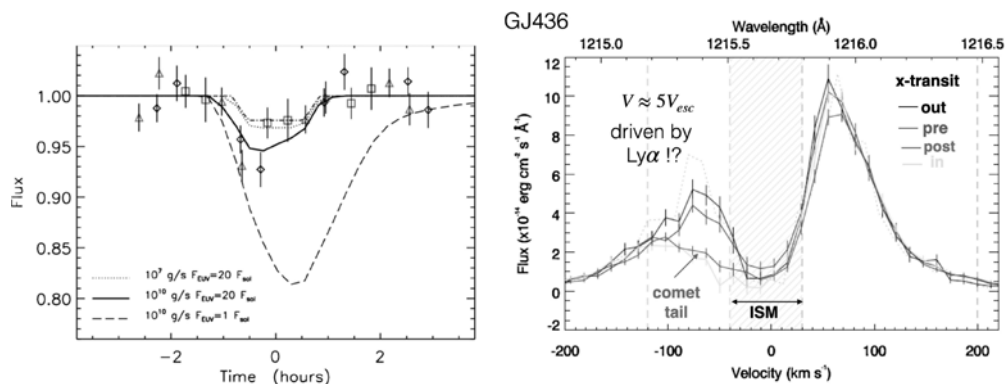 1.00
0.95
0.90
0.85
0.80
Flux
10⁷ g/s F_EUV=20 F_sol
10¹⁰ g/s F_EUV=20 F_sol
10¹⁰ g/s F_EUV=1 F_sol
-2 0 2
Time (hours)
GJ436
Wavelength (Å)
1215.0 1215.5 1216.0 1216.5
12
10
8
6
4
2
0
-2
Flux (x10⁻¹⁴ erg cm⁻² s⁻¹ Å⁻¹)
V ≈ 5V_esc
driven by
Lyα !?
x-transit
out
pre
post
in
comet
tail
ISM
-200 -100 0 100 200
Velocity (km s⁻¹)